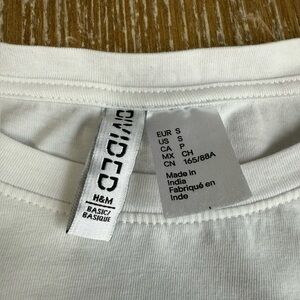 DIVIDED
H&M
BASIC/
BASIQUE
EUR S
US S
CA P
MX CH
CN 165/88A
Made in
India
Fabriqué en
Inde